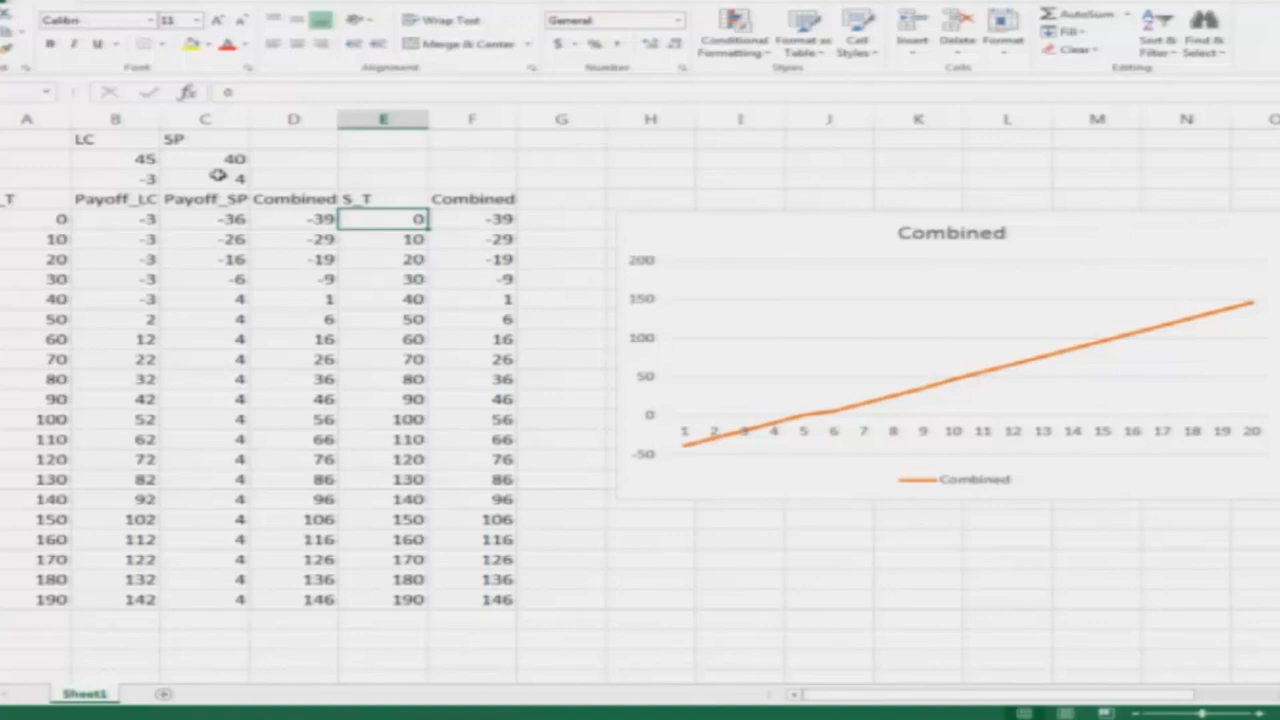 Calibri 11 A A Wrap Text General AutoSum
B I U Merge & Center $ % Conditional Formatting Format as Table Cell Styles Insert Delete Format Fill Clear Sort & Filter Find & Select
Font Alignment Number Styles Cells Editing
fx 0
A B C D E F G H I J K L M N O
LC SP
45 40
-3 4
_T Payoff_LC Payoff_SP Combined S_T Combined
0 -3 -36 -39 0 -39
10 -3 -26 -29 10 -29
20 -3 -16 -19 20 -19
30 -3 -6 -9 30 -9
40 -3 4 1 40 1
50 2 4 6 50 6
60 12 4 16 60 16
70 22 4 26 70 26
80 32 4 36 80 36
90 42 4 46 90 46
100 52 4 56 100 56
110 62 4 66 110 66
120 72 4 76 120 76
130 82 4 86 130 86
140 92 4 96 140 96
150 102 4 106 150 106
160 112 4 116 160 116
170 122 4 126 170 126
180 132 4 136 180 136
190 142 4 146 190 146
Combined
200
150
100
50
0
1 2 3 4 5 6 7 8 9 10 11 12 13 14 15 16 17 18 19 20
-50
Combined
Sheet1